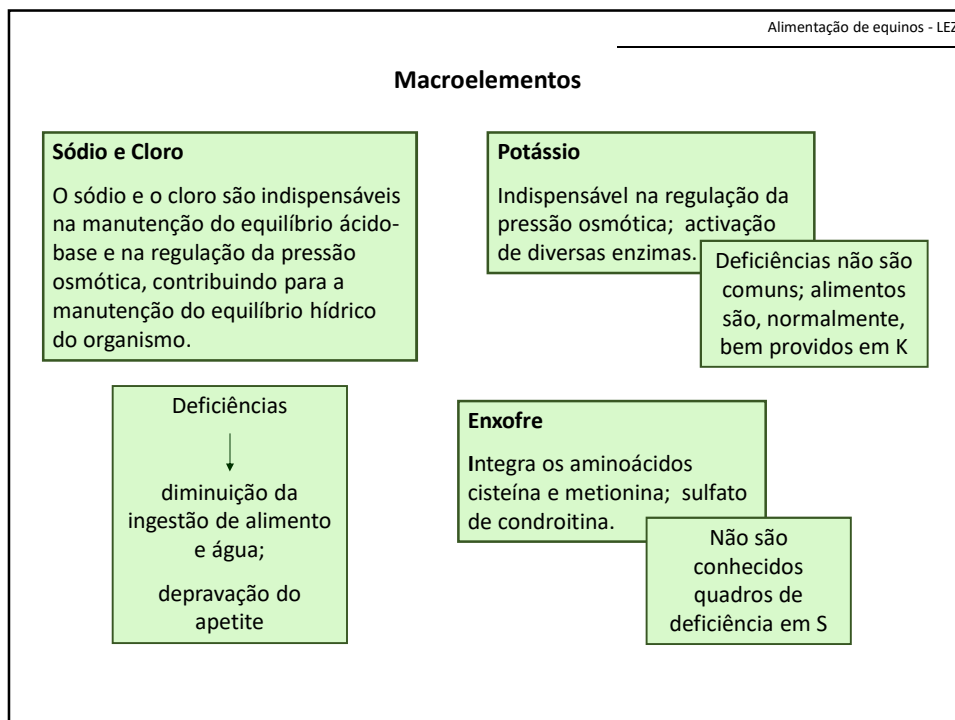 Alimentação de equinos - LEZ
Macroelementos
Sódio e Cloro
O sódio e o cloro são indispensáveis
na manutenção do equilíbrio ácido-
base e na regulação da pressão
osmótica, contribuindo para a
manutenção do equilíbrio hídrico
do organismo.
Deficiências
diminuição da
ingestão de alimento
e água;
depravação do
apetite
Potássio
Indispensável na regulação da
pressão osmótica; activação
de diversas enzimas.
Deficiências não são
comuns; alimentos
são, normalmente,
bem providos em K
Enxofre
Integra os aminoácidos
cisteína e metionina; sulfato
de condroitina.
Não são
conhecidos
quadros de
deficiência em S